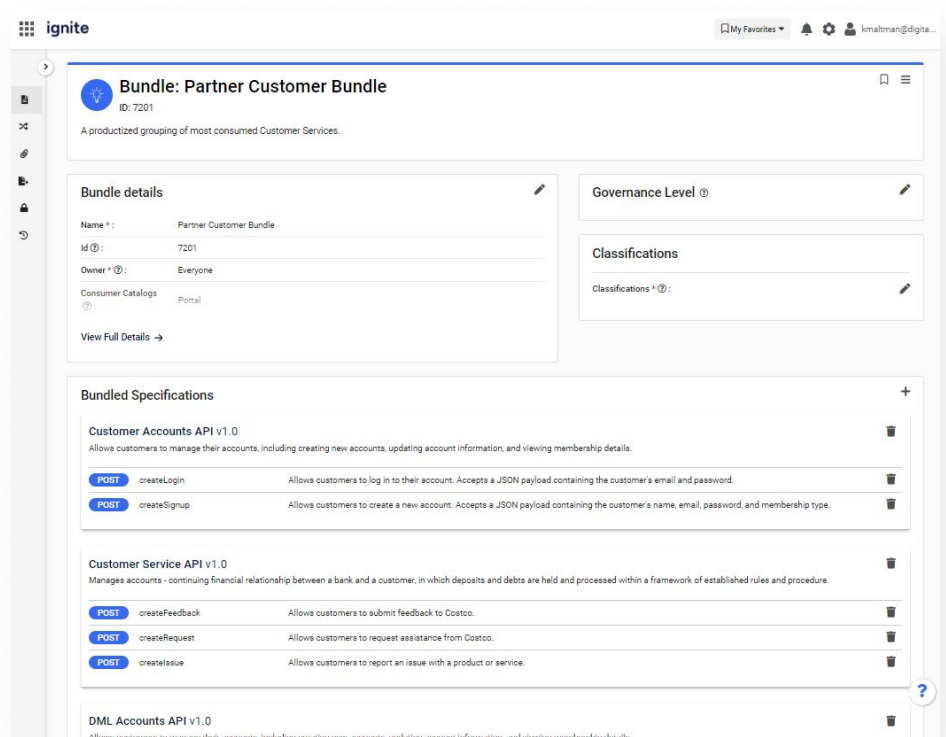 ignite
My Favorites
kmaltman@digita...
Bundle: Partner Customer Bundle
ID: 7201
A productized grouping of most consumed Customer Services.
Bundle details
Name * : Partner Customer Bundle
Id ? : 7201
Owner * ? : Everyone
Consumer Catalogs ? : Portal
View Full Details →
Governance Level ?
Classifications
Classifications * ? :
Bundled Specifications
+
Customer Accounts API v1.0
Allows customers to manage their accounts, including creating new accounts, updating account information, and viewing membership details.
POST createLogin Allows customers to log in to their account. Accepts a JSON payload containing the customer's email and password.
POST createSignup Allows customers to create a new account. Accepts a JSON payload containing the customer's name, email, password, and membership type.
Customer Service API v1.0
Manages accounts - continuing financial relationship between a bank and a customer, in which deposits and debts are held and processed within a framework of established rules and procedure.
POST createFeedback Allows customers to submit feedback to Costco.
POST createRequest Allows customers to request assistance from Costco.
POST createIssue Allows customers to report an issue with a product or service.
?
DML Accounts API v1.0